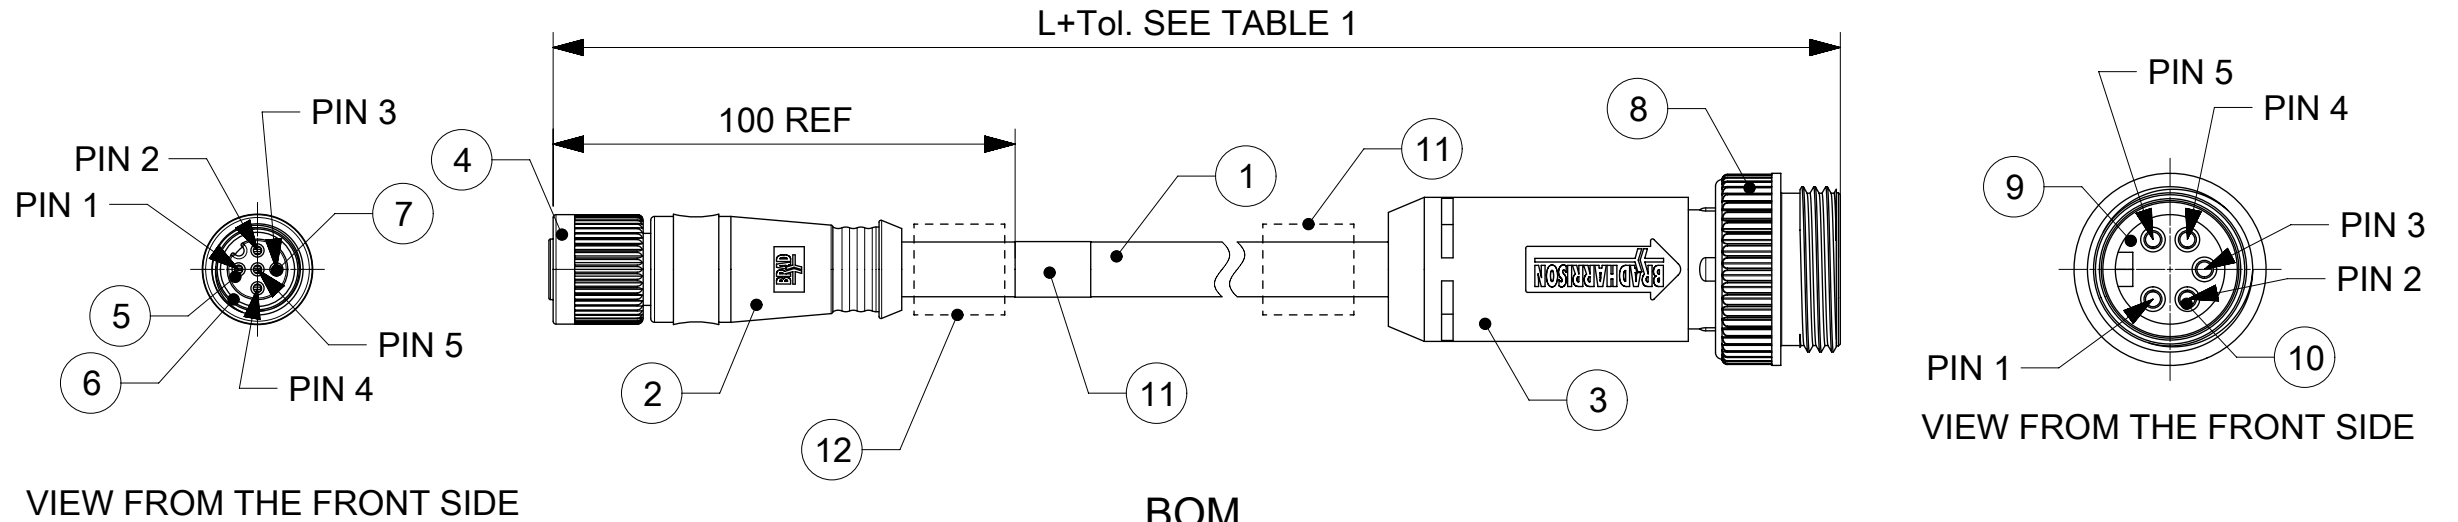 L+Tol. SEE TABLE 1
100 REF
PIN 3
PIN 2
PIN 1
4
7
5
6
PIN 5
PIN 4
VIEW FROM THE FRONT SIDE
2
12
11
1
11
8
3
BRAD
BRADHARRISON
PIN 5
PIN 4
9
PIN 3
PIN 2
PIN 1
10
VIEW FROM THE FRONT SIDE
BOM